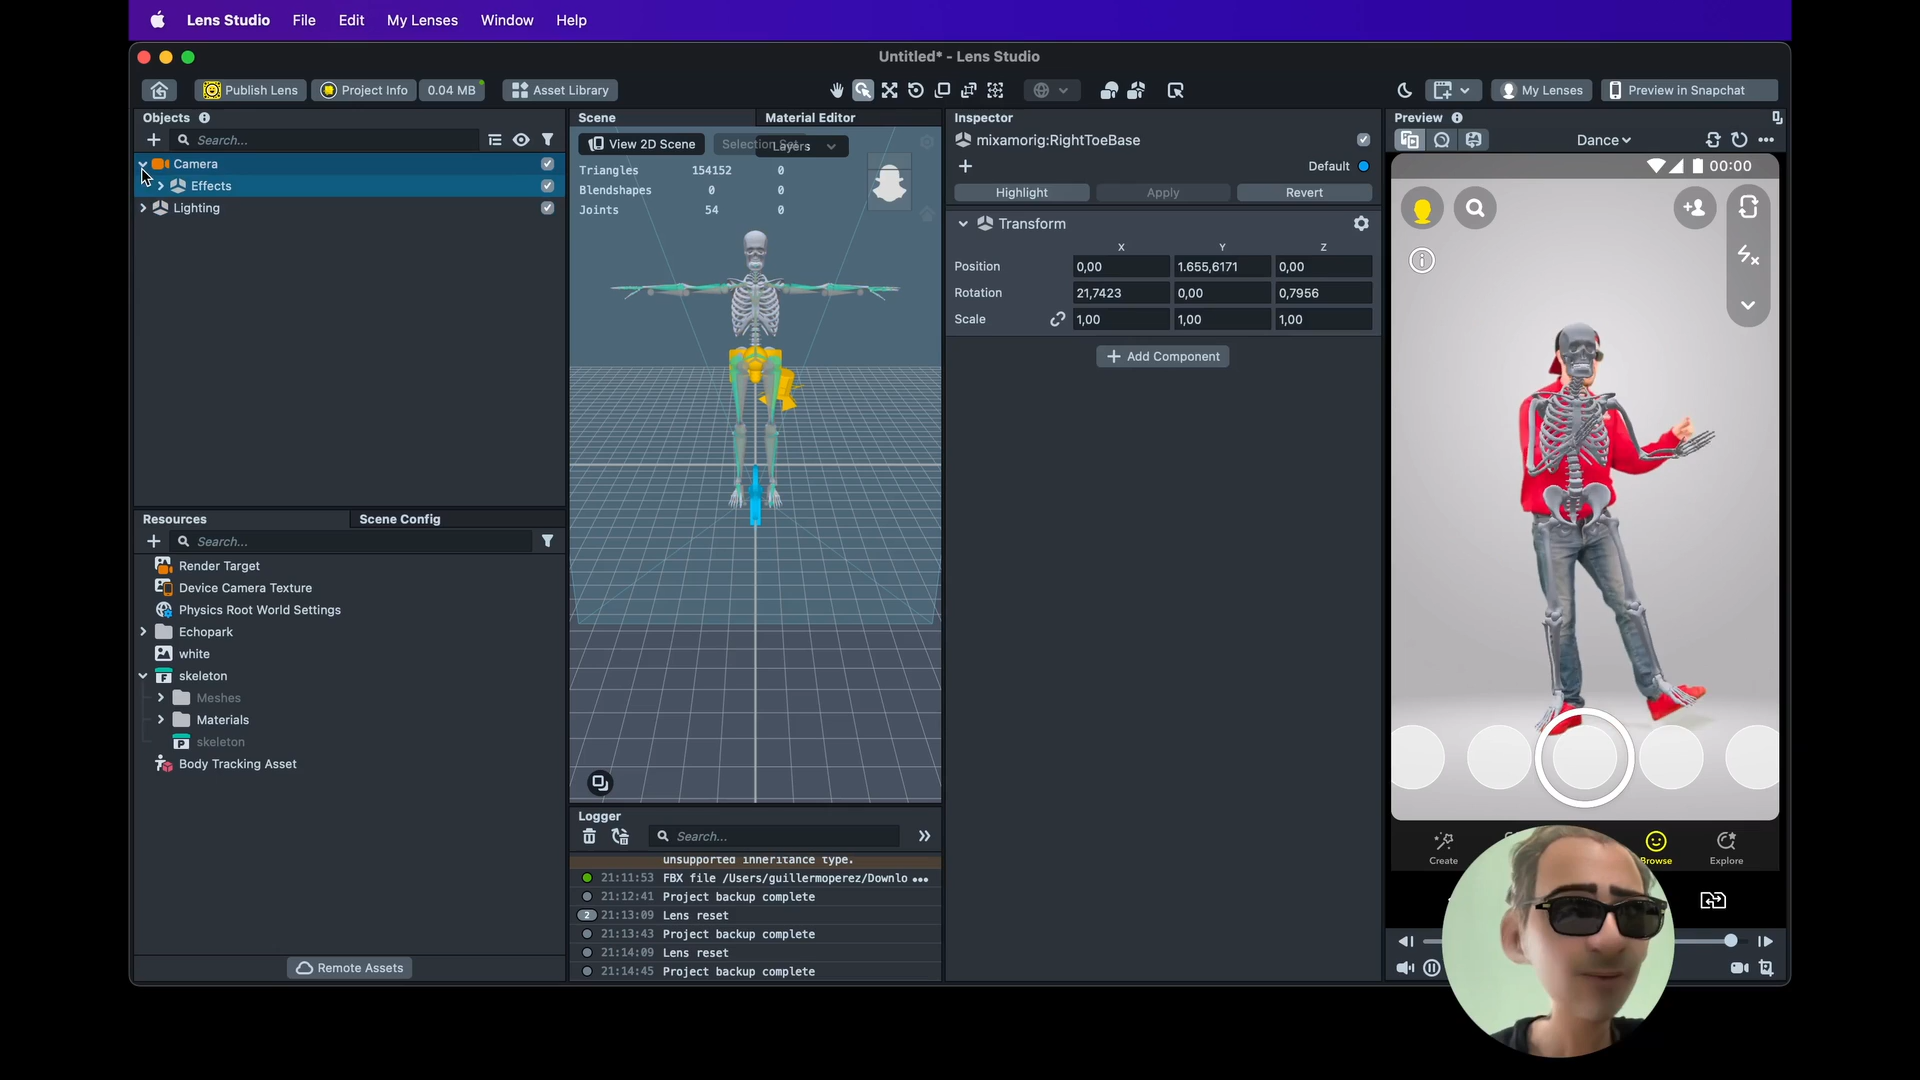 Lens Studio File Edit My Lenses Window Help
Untitled* - Lens Studio
Publish Lens Project Info 0.04 MB Asset Library My Lenses Preview in Snapchat
Objects
Search...
Camera
Effects
Lighting
Resources Scene Config
Search...
Render Target
Device Camera Texture
Physics Root World Settings
Echopark
white
skeleton
Meshes
Materials
skeleton
Body Tracking Asset
Remote Assets
Scene Material Editor
View 2D Scene Layers
Triangles 154152 0
Blendshapes 0 0
Joints 54 0
Logger
Search...
unsupported inheritance type.
21:11:53 FBX file /Users/guillermoperez/Downlo •••
21:12:41 Project backup complete
2 21:13:09 Lens reset
21:13:43 Project backup complete
21:14:09 Lens reset
21:14:45 Project backup complete
Inspector
mixamorig:RightToeBase
Default
Highlight Apply Revert
Transform
X Y Z
Position 0,00 1.655,6171 0,00
Rotation 21,7423 0,00 0,7956
Scale 1,00 1,00 1,00
Add Component
Preview
Dance
00:00
Create Browse Explore